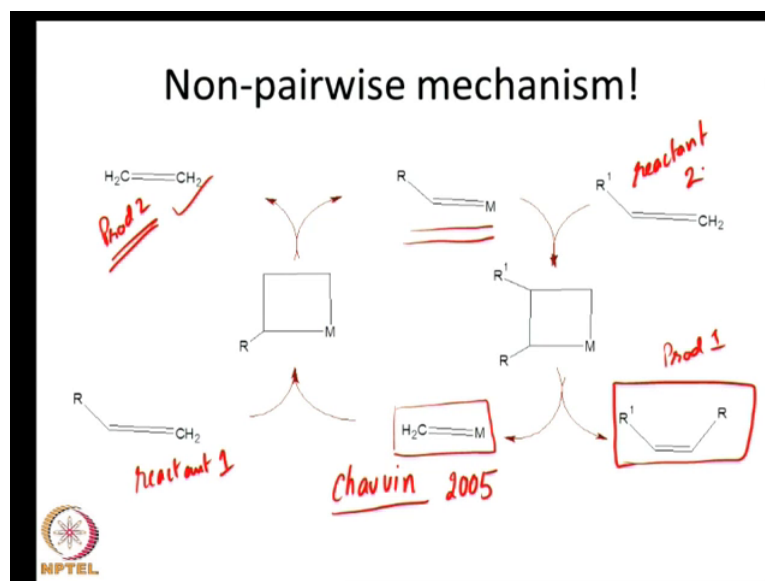 Non-pairwise mechanism!
H₂C CH₂
Prod 2
R
M
reactant
2.
R¹
CH₂
R
M
R¹
R
M
Prod 1
R
CH₂
reactant 1
H₂C M
R¹ R
Chauvin 2005
NPTEL